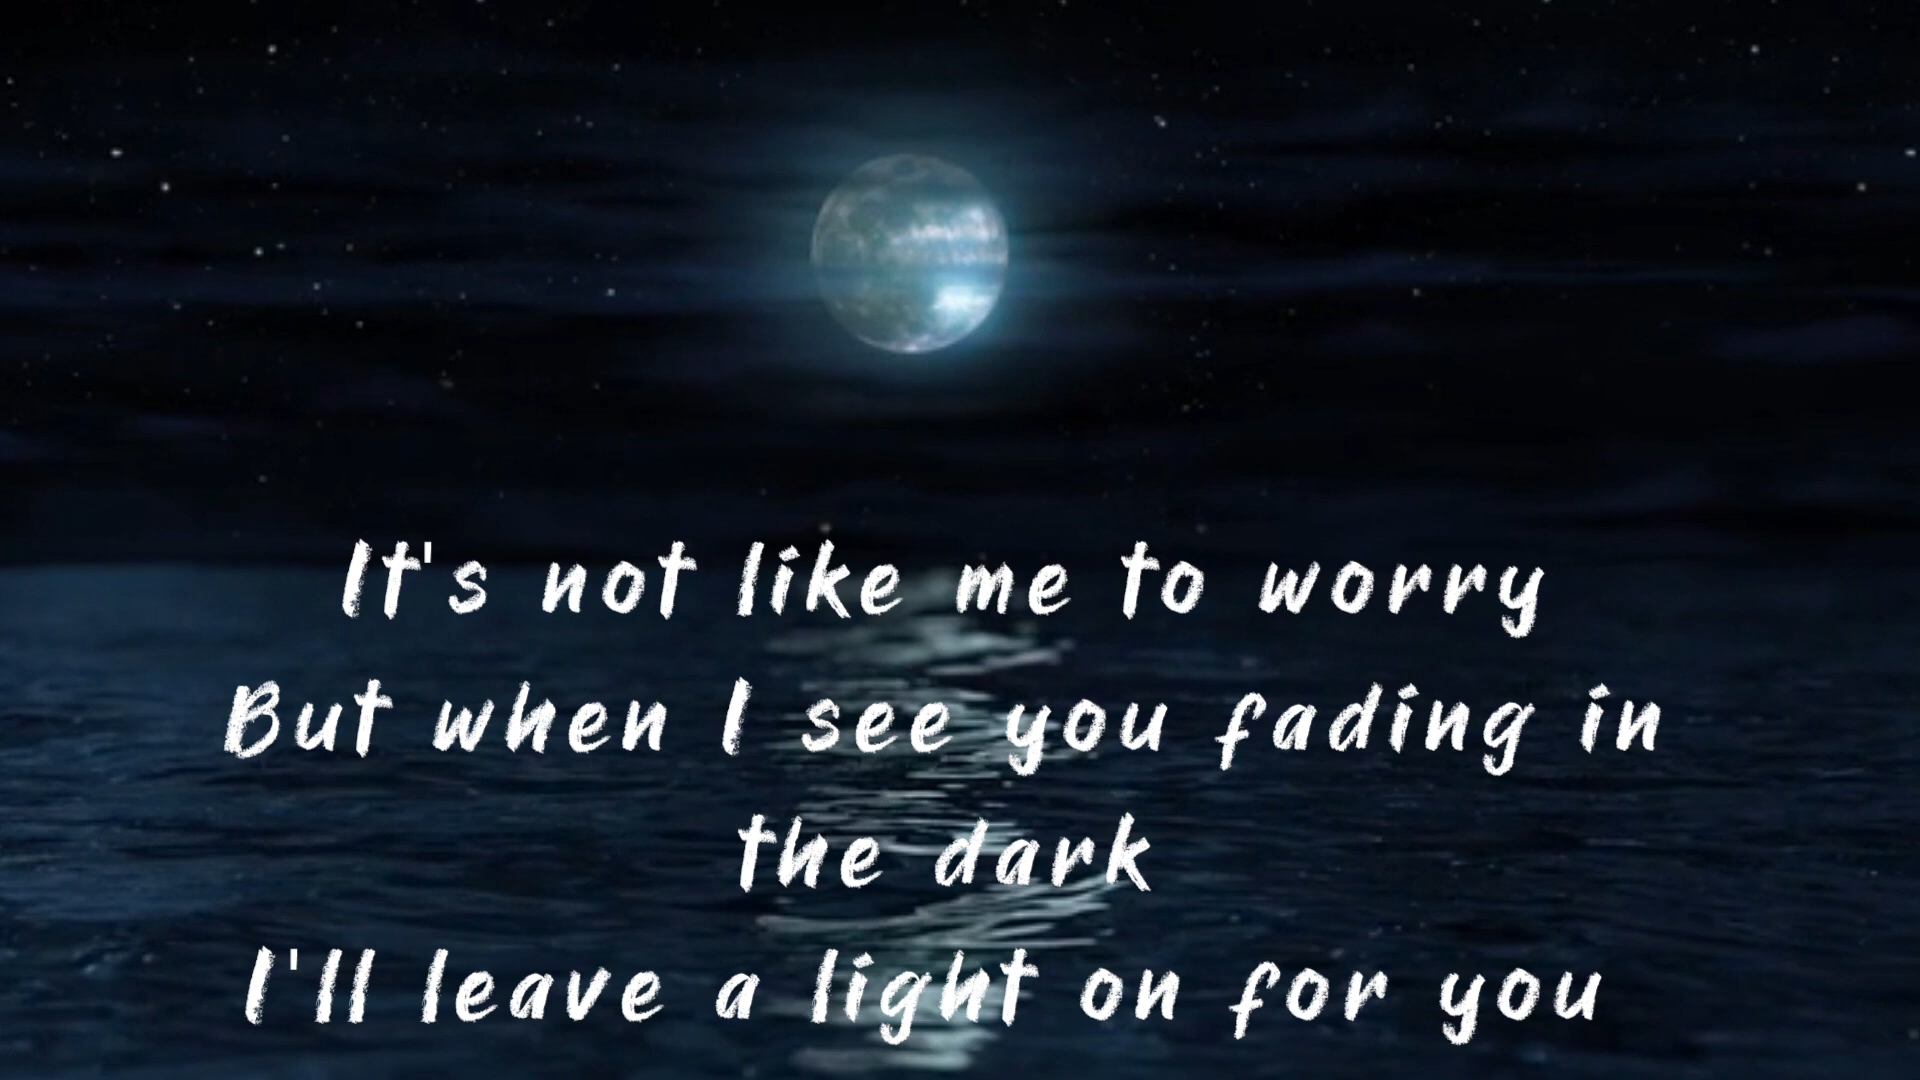 It's not like me to worry
But when I see you fading in
the dark
I'll leave a light on for you